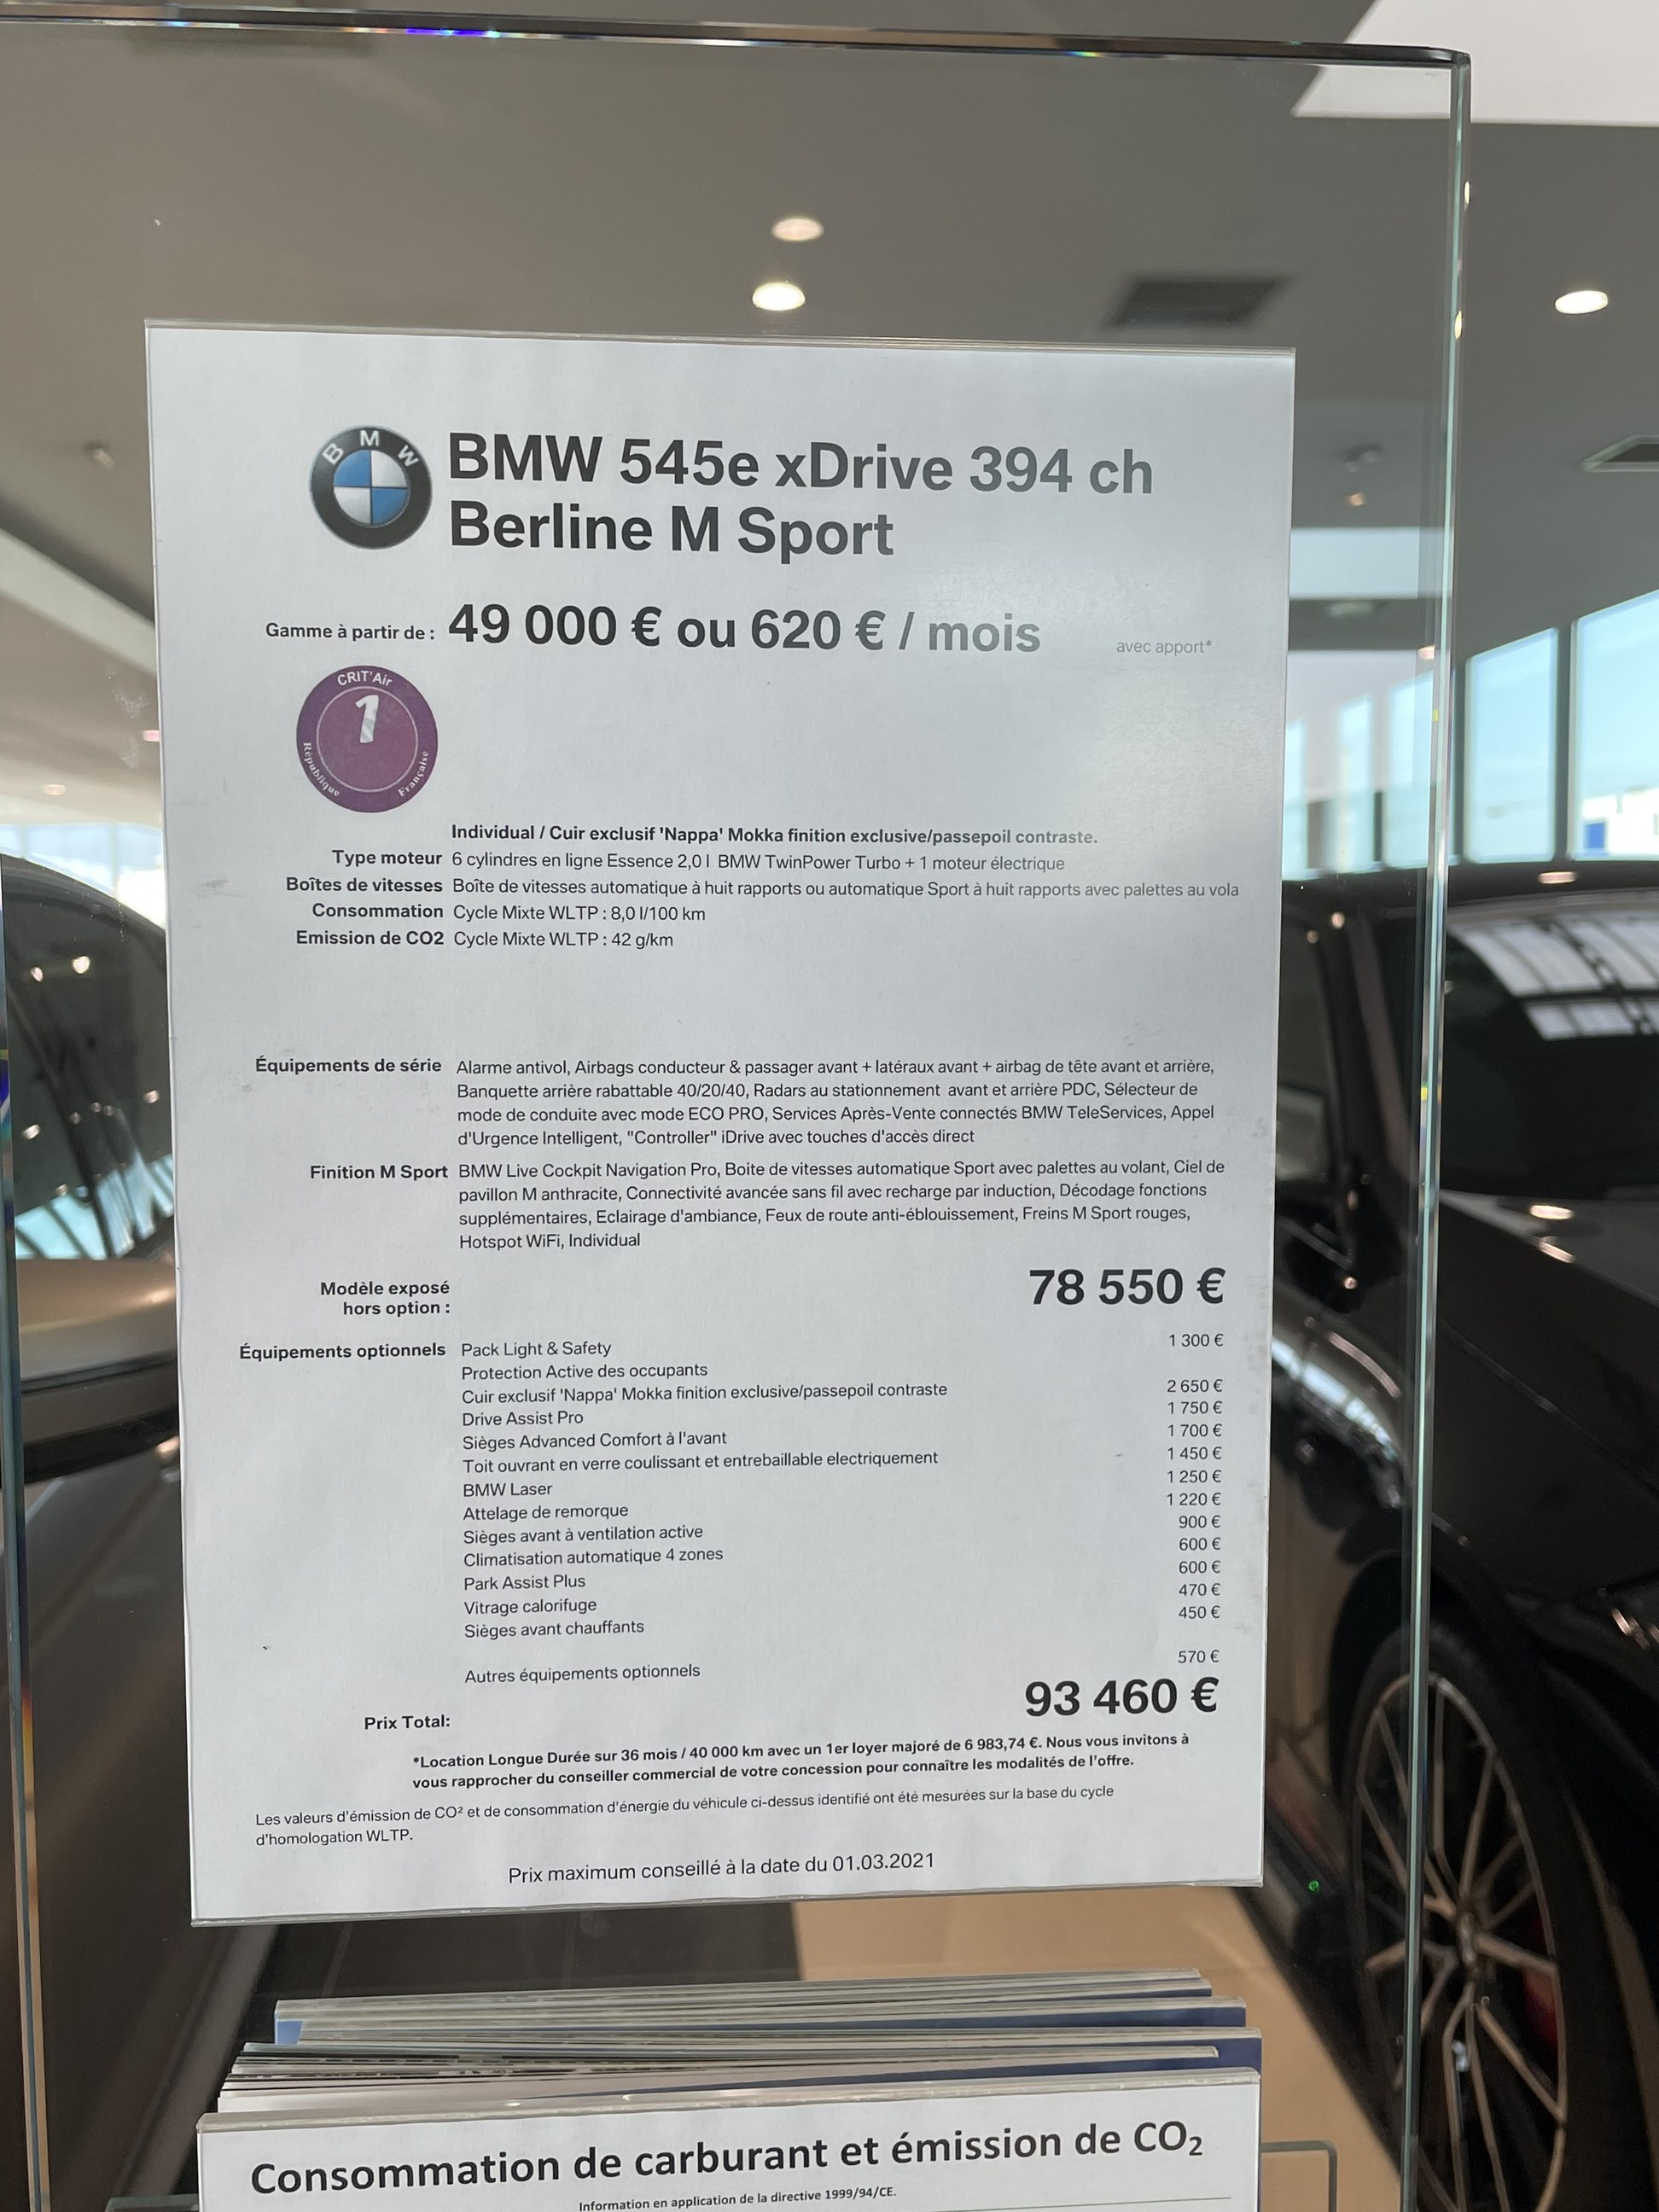 BMW
BMW 545e xDrive 394 ch
Berline M Sport
Gamme à partir de : 49 000 € ou 620 € / mois avec apport*
CRIT'Air
1
République Française
Individual / Cuir exclusif 'Nappa' Mokka finition exclusive/passepoil contraste.
Type moteur 6 cylindres en ligne Essence 2,0 l BMW TwinPower Turbo + 1 moteur électrique
Boîtes de vitesses Boîte de vitesses automatique à huit rapports ou automatique Sport à huit rapports avec palettes au vola
Consommation Cycle Mixte WLTP : 8,0 l/100 km
Emission de CO2 Cycle Mixte WLTP : 42 g/km
Équipements de série Alarme antivol, Airbags conducteur & passager avant + latéraux avant + airbag de tête avant et arrière,
Banquette arrière rabattable 40/20/40, Radars au stationnement avant et arrière PDC, Sélecteur de
mode de conduite avec mode ECO PRO, Services Après-Vente connectés BMW TeleServices, Appel
d'Urgence Intelligent, "Controller" iDrive avec touches d'accès direct
Finition M Sport BMW Live Cockpit Navigation Pro, Boite de vitesses automatique Sport avec palettes au volant, Ciel de
pavillon M anthracite, Connectivité avancée sans fil avec recharge par induction, Décodage fonctions
supplémentaires, Eclairage d'ambiance, Feux de route anti-éblouissement, Freins M Sport rouges,
Hotspot WiFi, Individual
Modèle exposé
hors option : 78 550 €
Équipements optionnels Pack Light & Safety 1 300 €
Protection Active des occupants
Cuir exclusif 'Nappa' Mokka finition exclusive/passepoil contraste 2 650 €
Drive Assist Pro 1 750 €
Sièges Advanced Comfort à l'avant 1 700 €
Toit ouvrant en verre coulissant et entrebaillable electriquement 1 450 €
BMW Laser 1 250 €
Attelage de remorque 1 220 €
Sièges avant à ventilation active 900 €
Climatisation automatique 4 zones 600 €
Park Assist Plus 600 €
Vitrage calorifuge 470 €
Sièges avant chauffants 450 €
Autres équipements optionnels 570 €
Prix Total: 93 460 €
*Location Longue Durée sur 36 mois / 40 000 km avec un 1er loyer majoré de 6 983,74 €. Nous vous invitons à
vous rapprocher du conseiller commercial de votre concession pour connaître les modalités de l'offre.
Les valeurs d'émission de CO² et de consommation d'énergie du véhicule ci-dessus identifié ont été mesurées sur la base du cycle
d'homologation WLTP.
Prix maximum conseillé à la date du 01.03.2021
Consommation de carburant et émission de CO₂
Information en application de la directive 1999/94/CE.